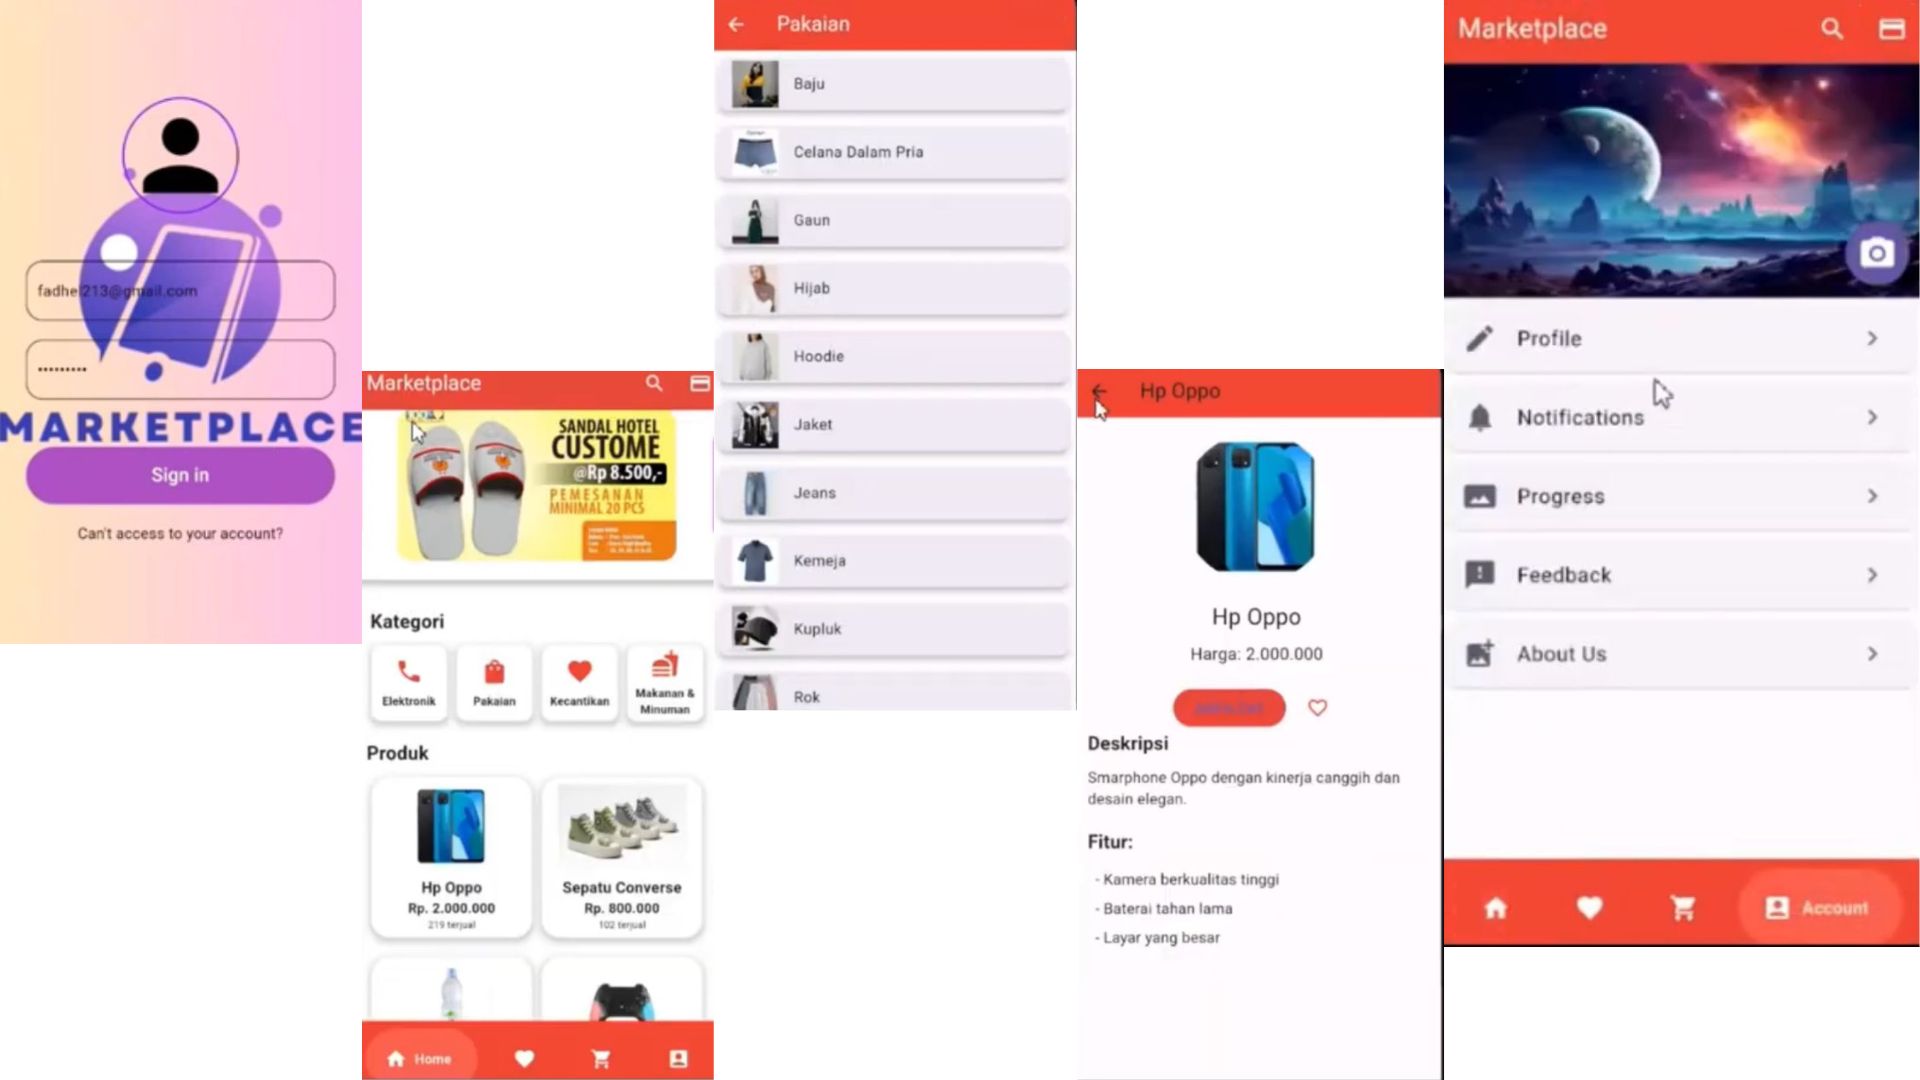 fadhel213@gmail.com
MARKETPLACE
Sign in
Can't access to your account?
Marketplace
SANDAL HOTEL
CUSTOME
@Rp 8.500,-
PEMESANAN
MINIMAL 20 PCS
Kategori
Elektronik
Pakaian
Kecantikan
Makanan &
Minuman
Produk
Hp Oppo
Rp. 2.000.000
219 terjual
Sepatu Converse
Rp. 800.000
102 terjual
Home
Pakaian
Baju
Celana Dalam Pria
Gaun
Hijab
Hoodie
Jaket
Jeans
Kemeja
Kupluk
Rok
Hp Oppo
Hp Oppo
Harga: 2.000.000
Deskripsi
Smarphone Oppo dengan kinerja canggih dan
desain elegan.
Fitur:
- Kamera berkualitas tinggi
- Baterai tahan lama
- Layar yang besar
Marketplace
Profile
Notifications
Progress
Feedback
About Us
Account